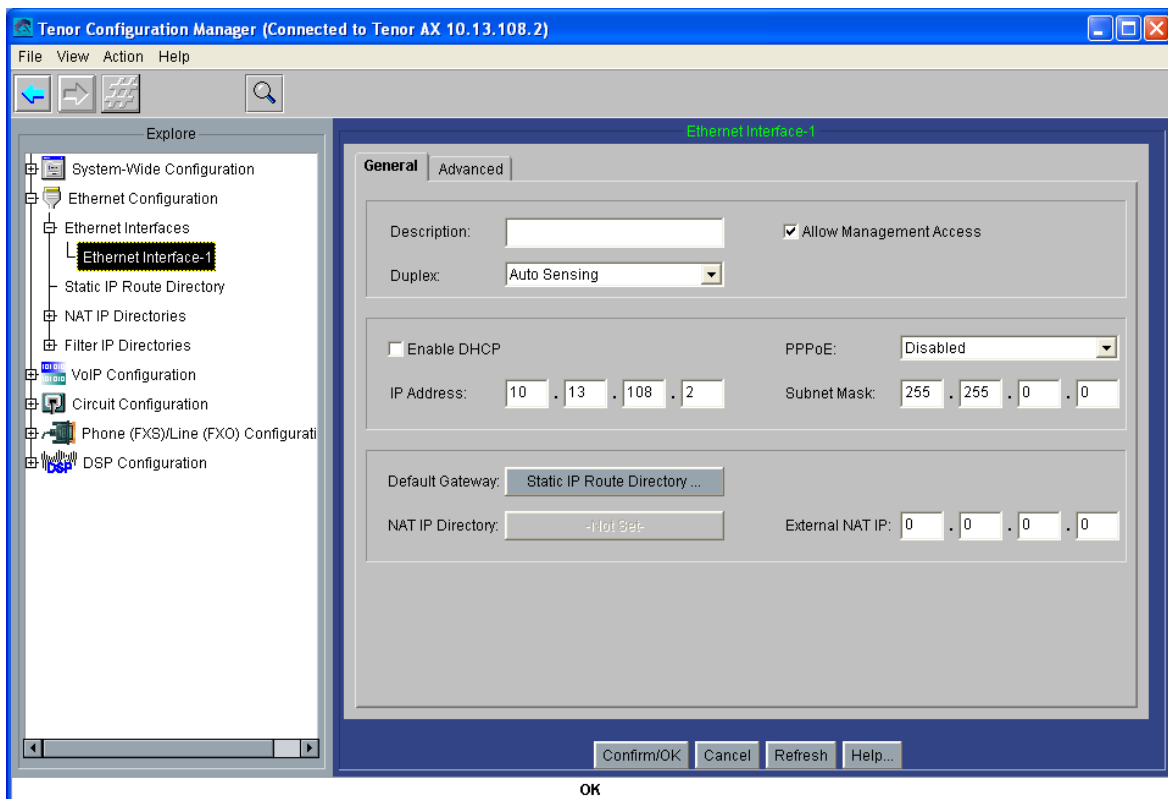 Tenor Configuration Manager (Connected to Tenor AX 10.13.108.2)
File View Action Help
Explore
System-Wide Configuration
Ethernet Configuration
Ethernet Interfaces
Ethernet Interface-1
Static IP Route Directory
NAT IP Directories
Filter IP Directories
VoIP Configuration
Circuit Configuration
Phone (FXS)/Line (FXO) Configurati
DSP Configuration
Ethernet Interface-1
General Advanced
Description: Allow Management Access
Duplex: Auto Sensing
Enable DHCP PPPoE: Disabled
IP Address: 10 . 13 . 108 . 2 Subnet Mask: 255 . 255 . 0 . 0
Default Gateway: Static IP Route Directory ...
NAT IP Directory: -Not Set- External NAT IP: 0 . 0 . 0 . 0
Confirm/OK Cancel Refresh Help...
OK